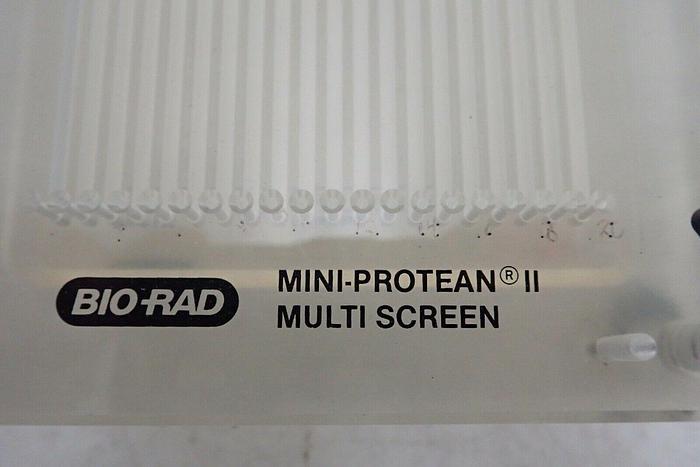 BIO-RAD
MINI-PROTEAN® II
MULTI SCREEN